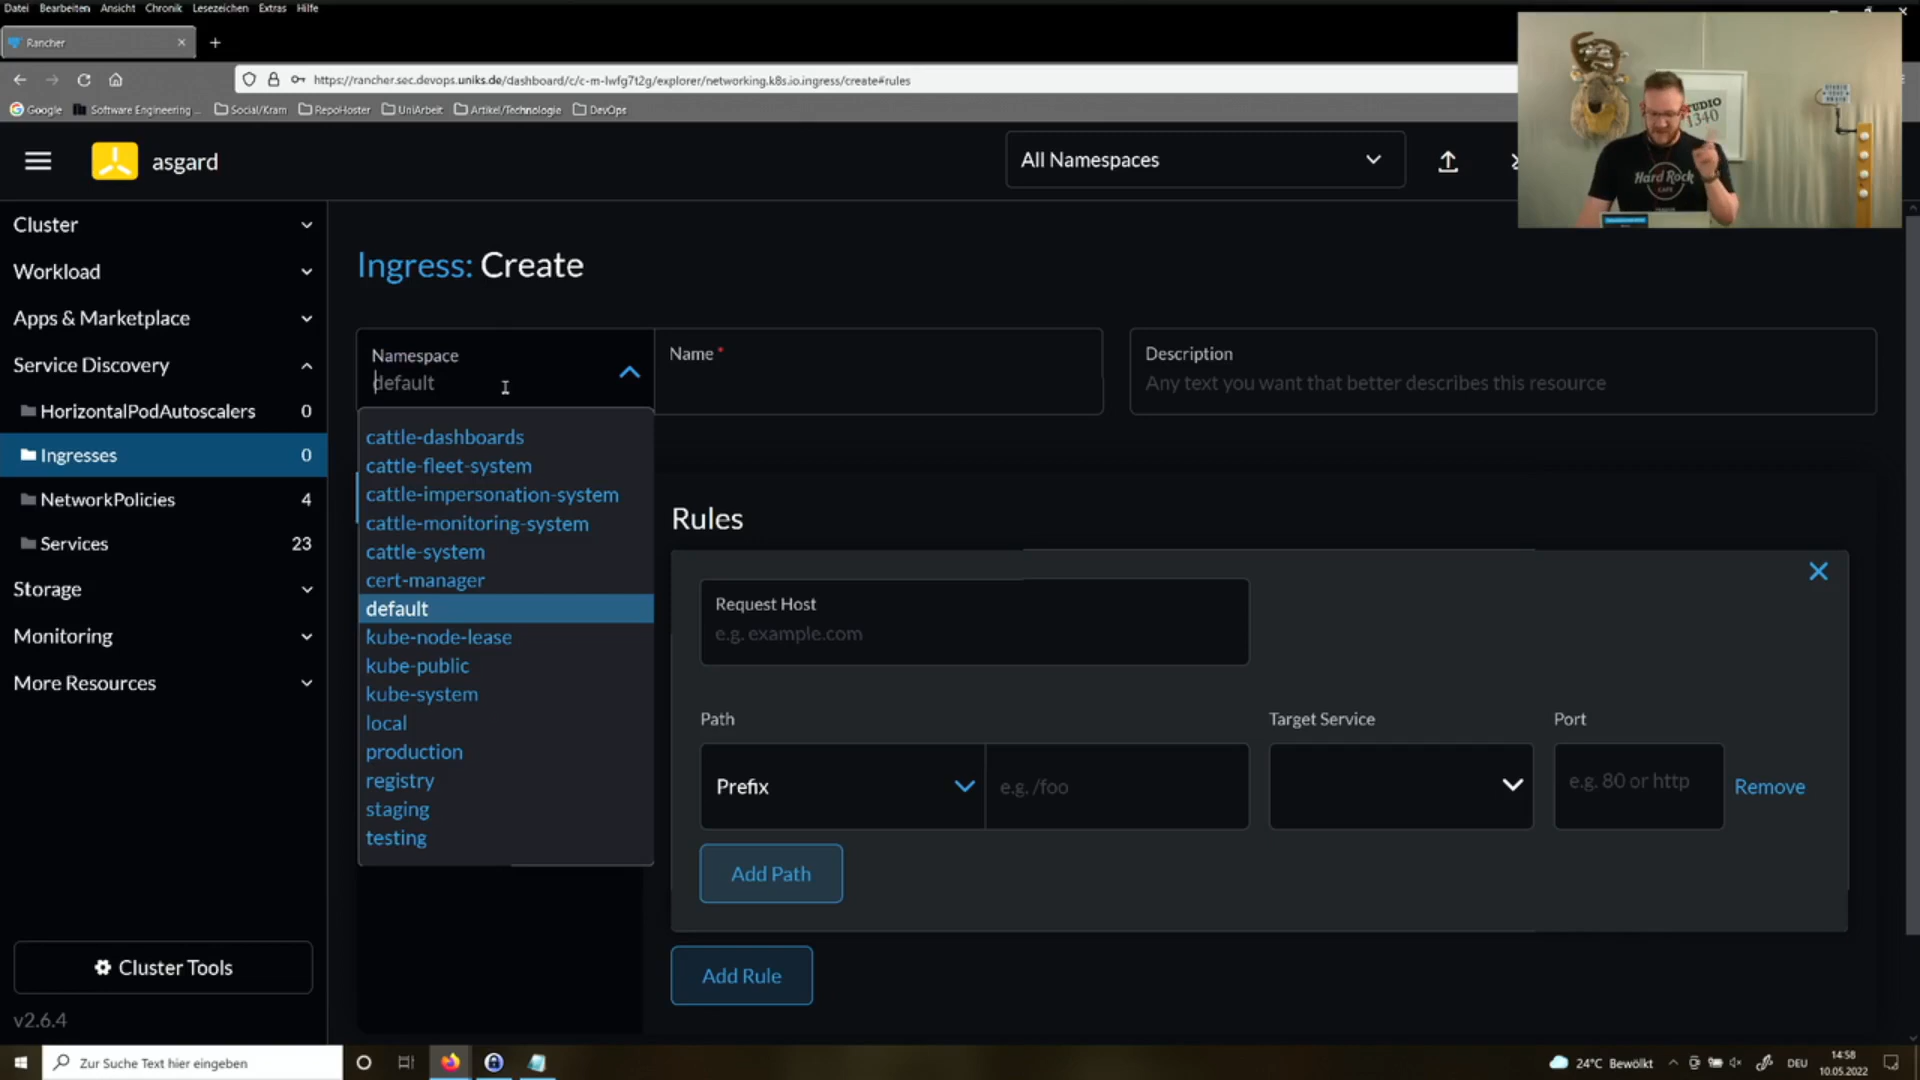 Datei Bearbeiten Ansicht Chronik Lesezeichen Extras Hilfe
Rancher
https://rancher.sec.devops.uniks.de/dashboard/c/c-m-lwfg7t2g/explorer/networking.k8s.io.ingress/create#rules
Google Software Engineering ... Social/Kram RepoHoster UniArbeit Artikel/Technologie DevOps
STUDIO
1340
Hard Rock
CAFE
asgard
All Namespaces
Cluster
Workload
Apps & Marketplace
Service Discovery
HorizontalPodAutoscalers 0
Ingresses 0
NetworkPolicies 4
Services 23
Storage
Monitoring
More Resources
Cluster Tools
v2.6.4
Ingress: Create
Namespace
default
Name *
Description
Any text you want that better describes this resource
cattle-dashboards
cattle-fleet-system
cattle-impersonation-system
cattle-monitoring-system
cattle-system
cert-manager
default
kube-node-lease
kube-public
kube-system
local
production
registry
staging
testing
Rules
Request Host
e.g. example.com
Path
Target Service
Port
Prefix
e.g. /foo
e.g. 80 or http
Remove
Add Path
Add Rule
Zur Suche Text hier eingeben
24°C Bewölkt
DEU
14:58
10.05.2022